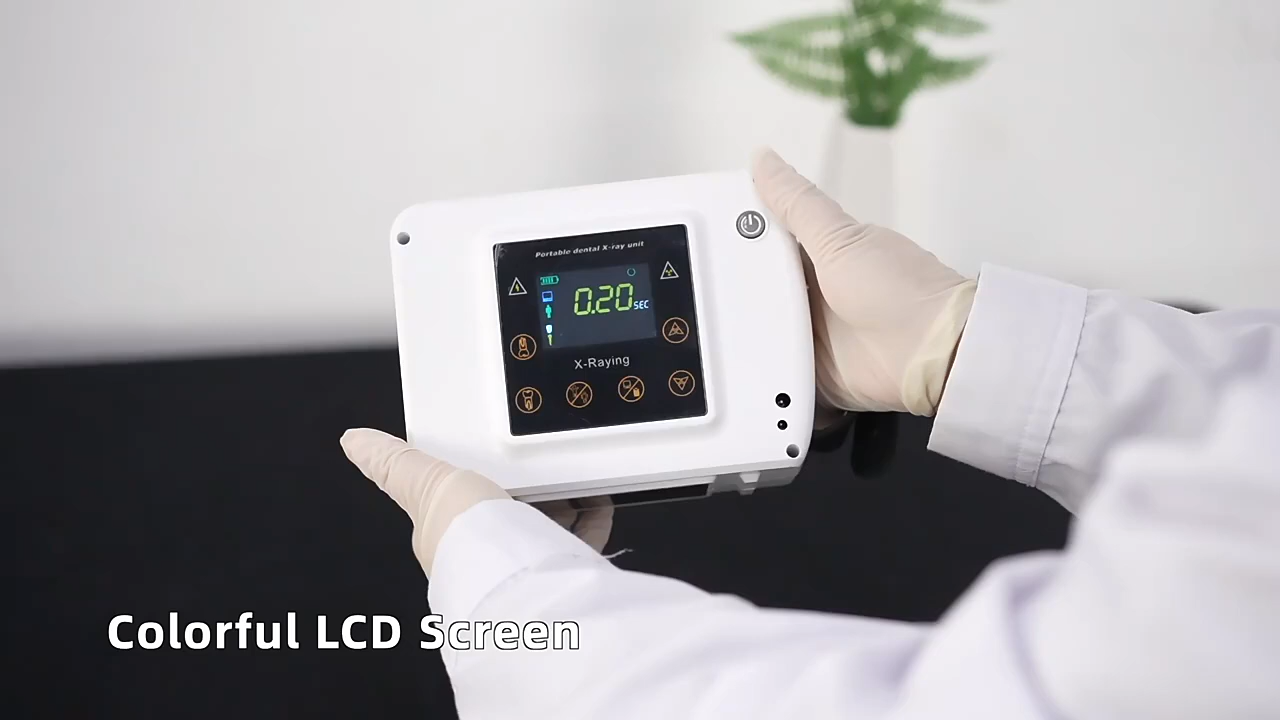 Portable dental X-ray unit
0.20 SEC
X-Raying
Colorful LCD Screen